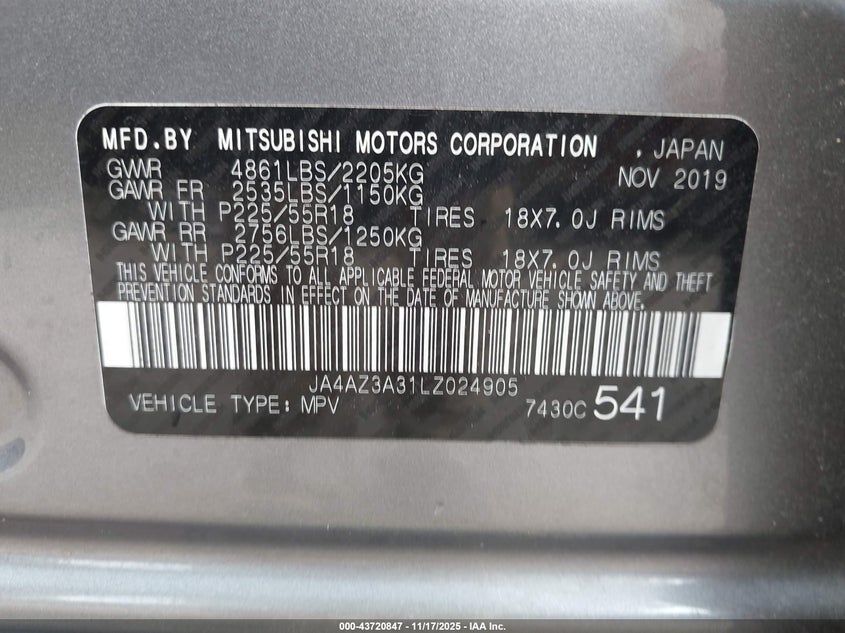 MFD.BY MITSUBISHI MOTORS CORPORATION , JAPAN
GVWR 4861LBS/2205KG NOV 2019
GAWR FR 2535LBS/1150KG
WITH P225/55R18 TIRES 18X7.0J RIMS
GAWR RR 2756LBS/1250KG
WITH P225/55R18 TIRES 18X7.0J RIMS
THIS VEHICLE CONFORMS TO ALL APPLICABLE FEDERAL MOTOR VEHICLE SAFETY AND THEFT
PREVENTION STANDARDS IN EFFECT ON THE DATE OF MANUFACTURE SHOWN ABOVE.
JA4AZ3A31LZ024905
VEHICLE TYPE: MPV 7430C 541
000-43720847 - 11/17/2025 - IAA Inc.